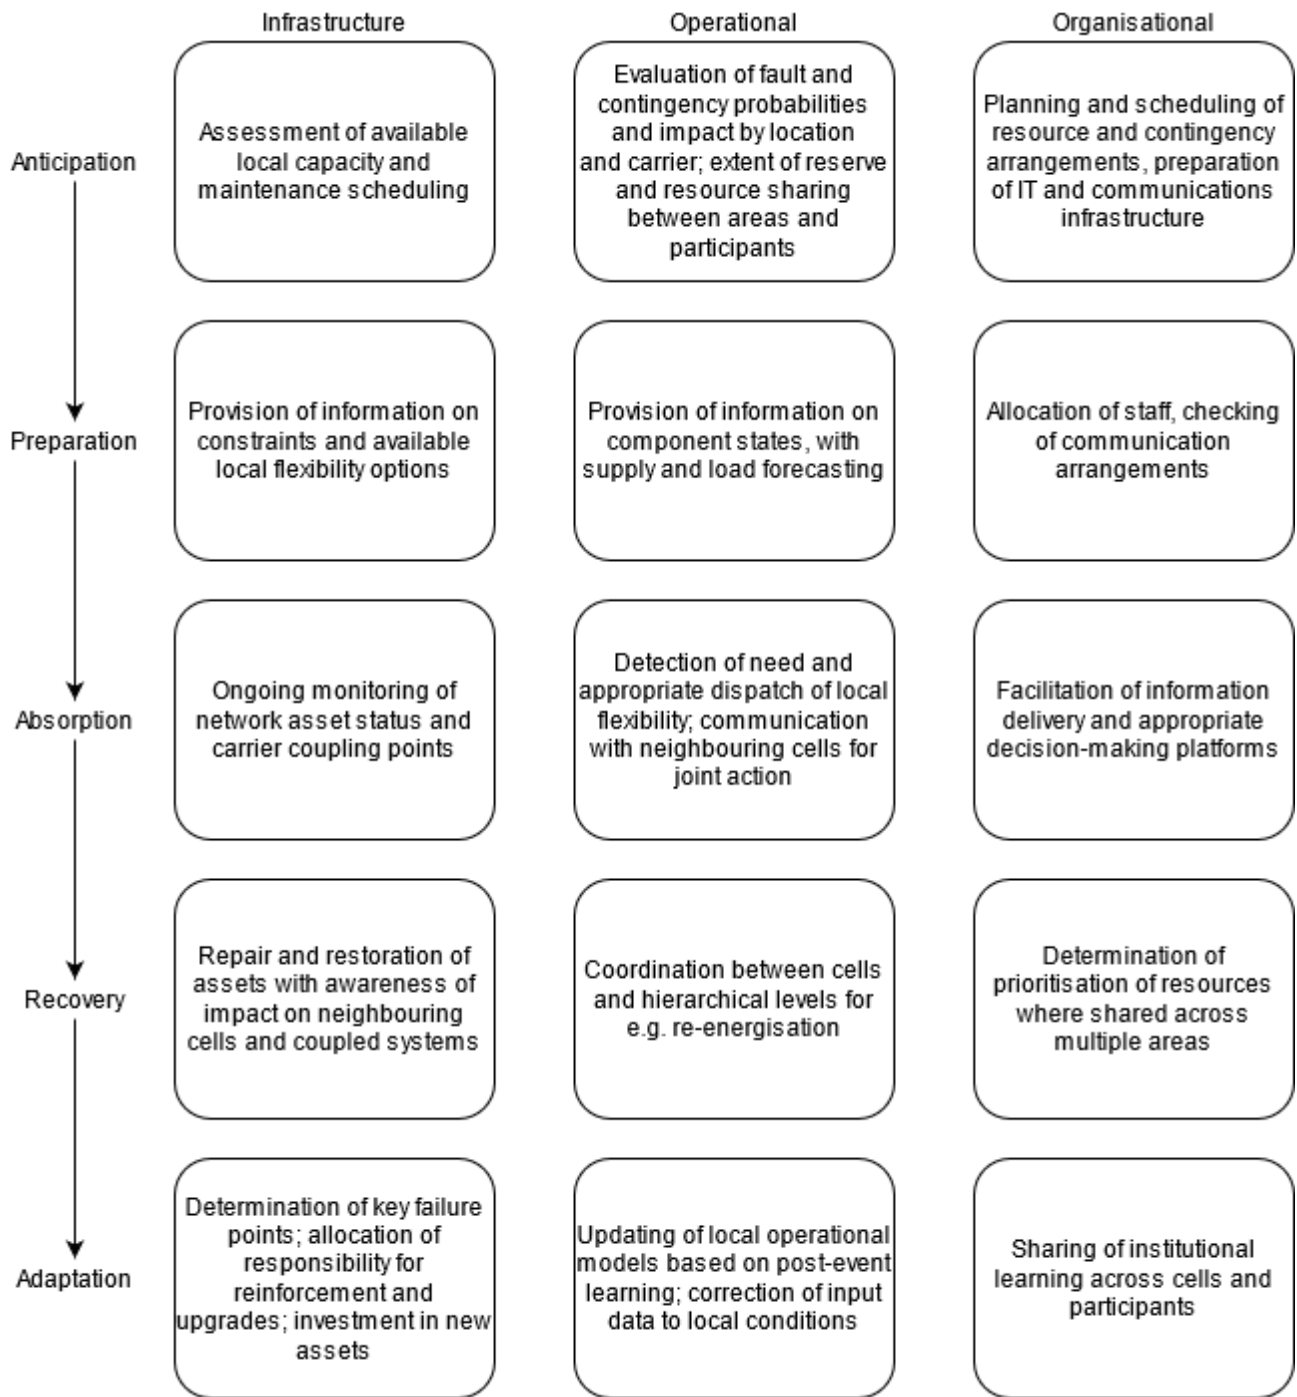 Infrastructure
Operational
Organisational
Anticipation
Assessment of available
local capacity and
maintenance scheduling
Evaluation of fault and
contingency probabilities
and impact by location
and carrier; extent of reserve
and resource sharing
between areas and
participants
Planning and scheduling of
resource and contingency
arrangements, preparation
of IT and communications
infrastructure
Preparation
Provision of information on
constraints and available
local flexibility options
Provision of information on
component states, with
supply and load forecasting
Allocation of staff, checking
of communication
arrangements
Absorption
Ongoing monitoring of
network asset status and
carrier coupling points
Detection of need and
appropriate dispatch of local
flexibility; communication
with neighbouring cells for
joint action
Facilitation of information
delivery and appropriate
decision-making platforms
Recovery
Repair and restoration of
assets with awareness of
impact on neighbouring
cells and coupled systems
Coordination between cells
and hierarchical levels for
e.g. re-energisation
Determination of
prioritisation of resources
where shared across
multiple areas
Adaptation
Determination of key failure
points; allocation of
responsibility for
reinforcement and
upgrades; investment in new
assets
Updating of local operational
models based on post-event
learning; correction of input
data to local conditions
Sharing of institutional
learning across cells and
participants